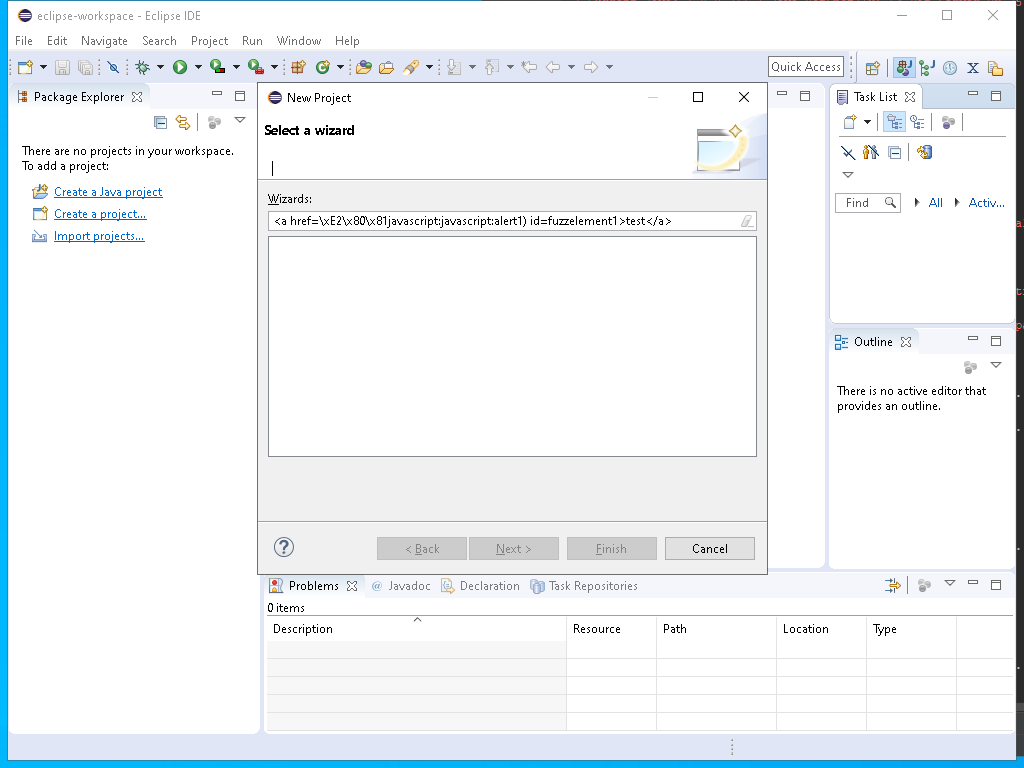 eclipse-workspace - Eclipse IDE
File Edit Navigate Search Project Run Window Help
Quick Access
Package Explorer
There are no projects in your workspace.
To add a project:
Create a Java project
Create a project...
Import projects...
New Project
Select a wizard
Wizards:
<a href=\xE2\x80\x81javascript:javascript:alert1) id=fuzzelement1>test</a>
?
< Back
Next >
Finish
Cancel
Task List
Find
All
Activ...
Outline
There is no active editor that
provides an outline.
Problems @ Javadoc Declaration Task Repositories
0 items
Description Resource Path Location Type